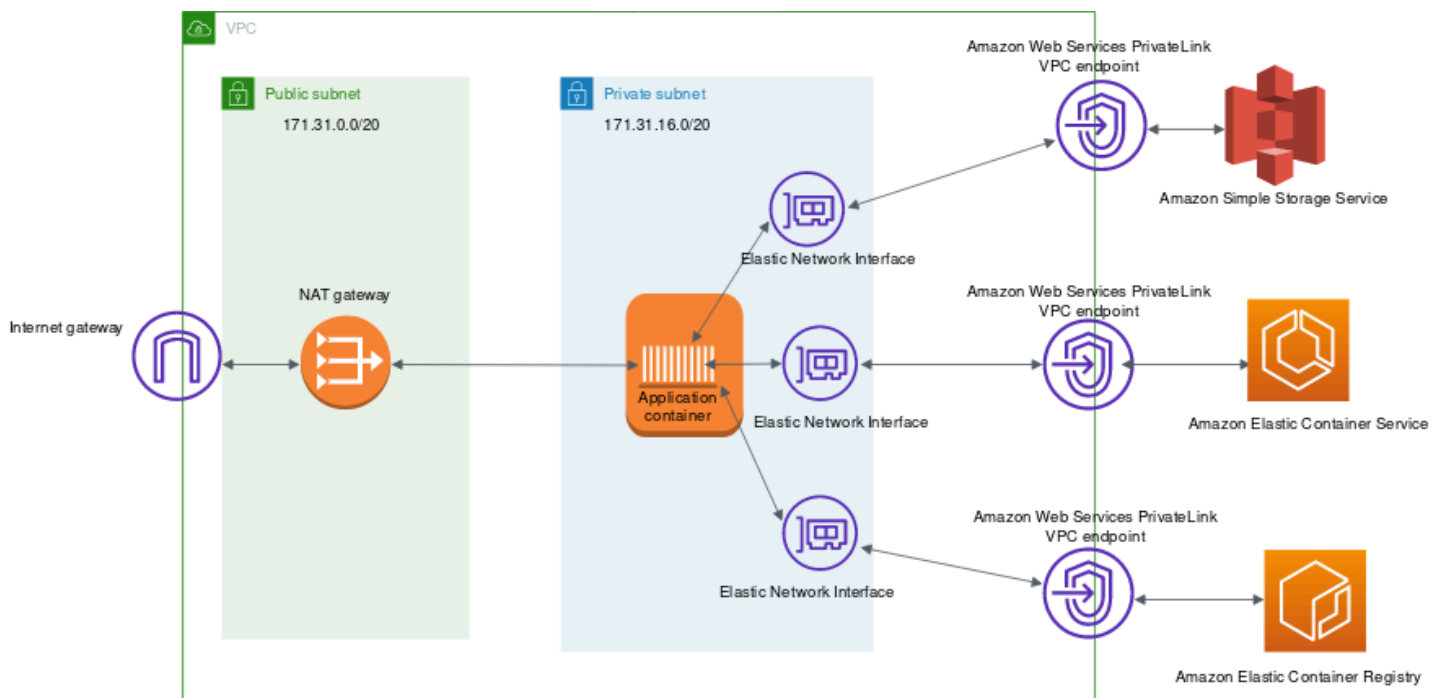 VPC
Public subnet
171.31.0.0/20
Private subnet
171.31.16.0/20
Amazon Web Services PrivateLink
VPC endpoint
Amazon Simple Storage Service
Elastic Network Interface
Internet gateway
NAT gateway
Application
container
Elastic Network Interface
Amazon Web Services PrivateLink
VPC endpoint
Amazon Elastic Container Service
Elastic Network Interface
Amazon Web Services PrivateLink
VPC endpoint
Amazon Elastic Container Registry